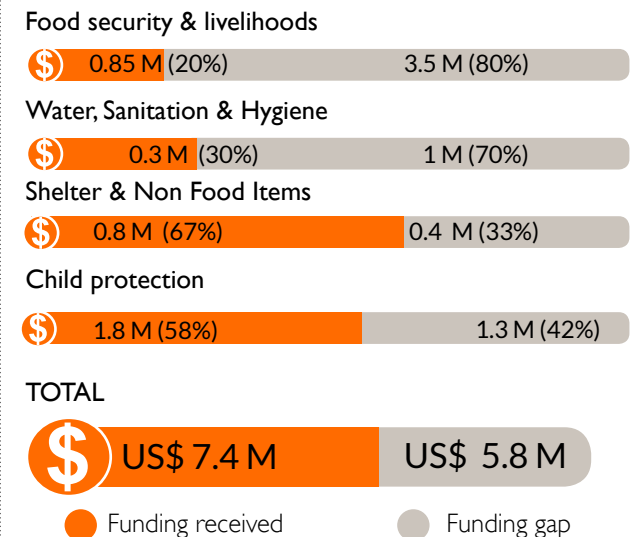 Food security & livelihoods
$ 0.85 M (20%) 3.5 M (80%)
Water, Sanitation & Hygiene
$ 0.3 M (30%) 1 M (70%)
Shelter & Non Food Items
$ 0.8 M (67%) 0.4 M (33%)
Child protection
$ 1.8 M (58%) 1.3 M (42%)
TOTAL
$ US$ 7.4 M US$ 5.8 M
Funding received Funding gap